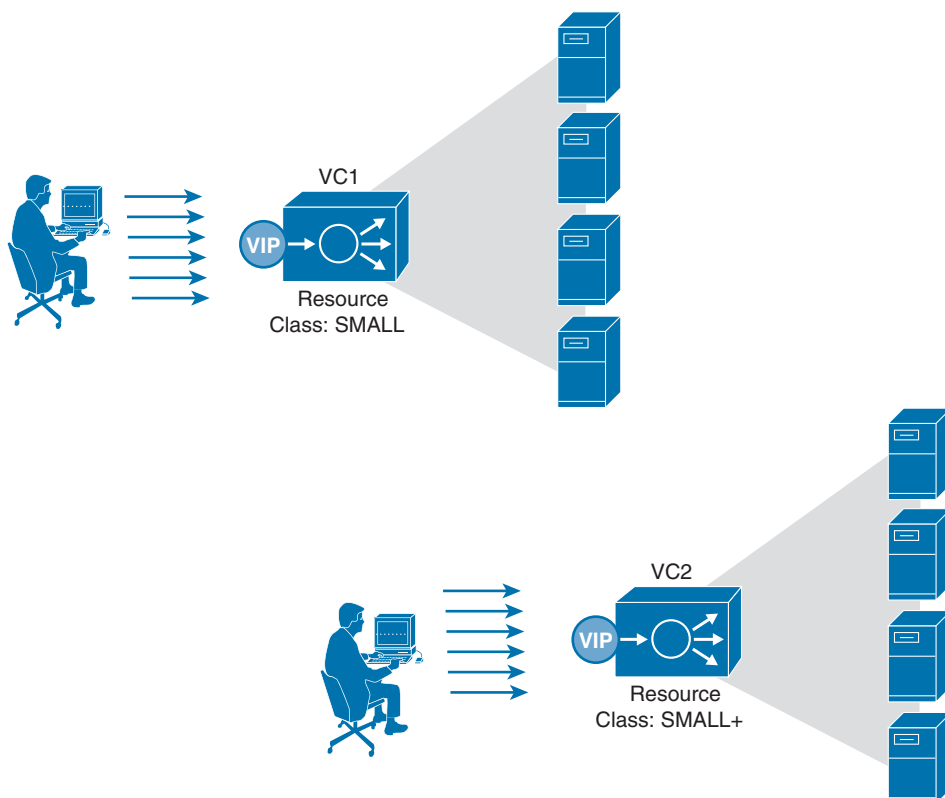 VC1
VIP
Resource
Class: SMALL
VC2
VIP
Resource
Class: SMALL+